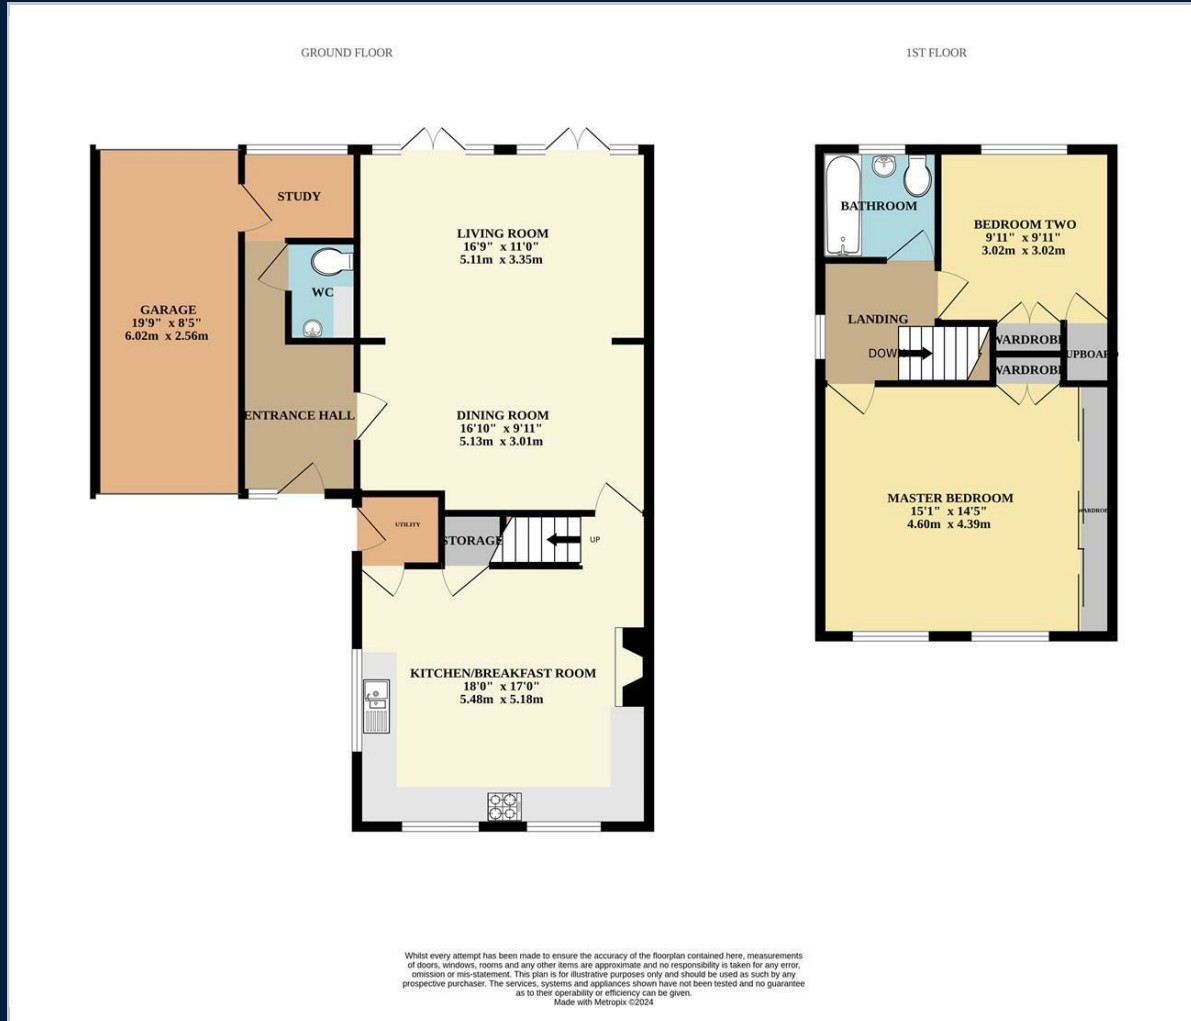 GROUND FLOOR
1ST FLOOR
STUDY
LIVING ROOM
16'9" x 11'0"
5.11m x 3.35m
WC
GARAGE
19'9" x 8'5"
6.02m x 2.56m
ENTRANCE HALL
DINING ROOM
16'10" x 9'11"
5.13m x 3.01m
UTILITY
STORAGE
UP
KITCHEN/BREAKFAST ROOM
18'0" x 17'0"
5.48m x 5.18m
BATHROOM
BEDROOM TWO
9'11" x 9'11"
3.02m x 3.02m
LANDING
DOWN
WARDROBE
UPBOARD
WARDROBE
MASTER BEDROOM
15'1" x 14'5"
4.60m x 4.39m
WARDROBE
Whilst every attempt has been made to ensure the accuracy of the floorplan contained here, measurements
of doors, windows, rooms and any other items are approximate and no responsibility is taken for any error,
omission or mis-statement. This plan is for illustrative purposes only and should be used as such by any
prospective purchaser. The services, systems and appliances shown have not been tested and no guarantee
as to their operability or efficiency can be given.
Made with Metropix ©2024